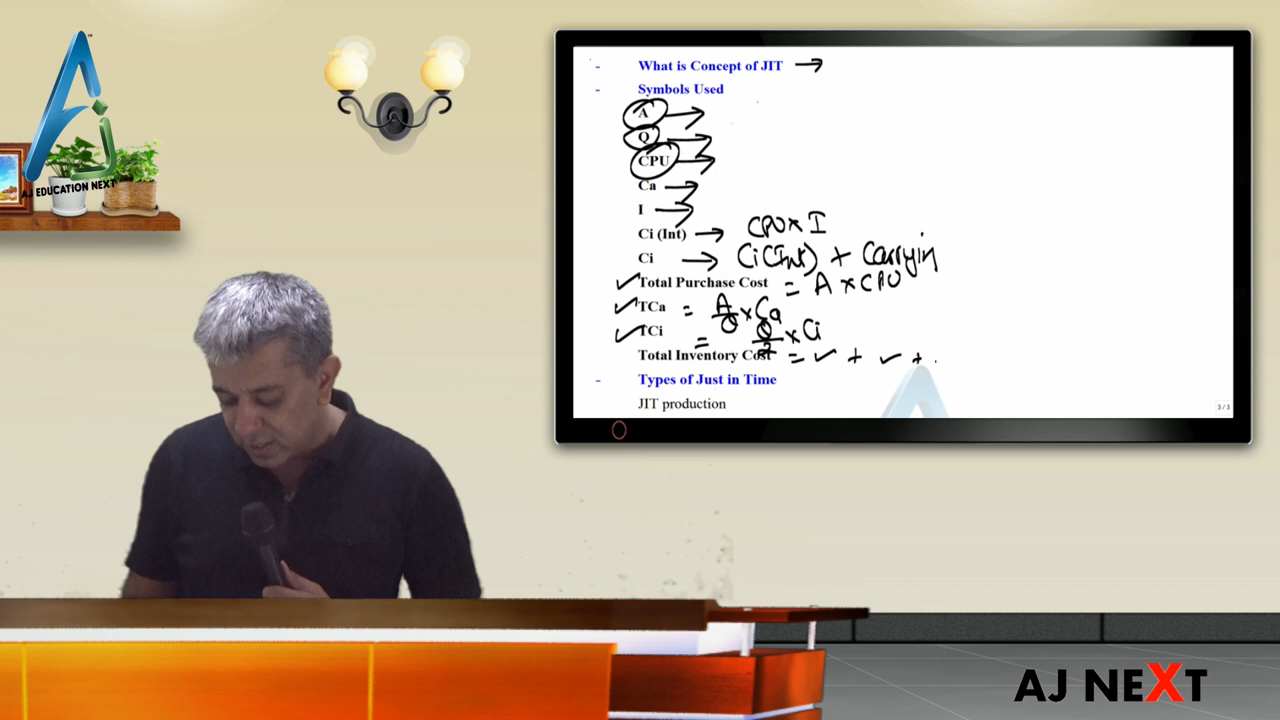 AJ EDUCATION NEXT
- What is Concept of JIT →
- Symbols Used
A →
Q →
CPU →
Ca →
I →
Ci (Int) → CPU × I
Ci → Ci (Int) + Carrying
✓ Total Purchase Cost = A × CPU
✓ TCa = A/Q × Ca
✓ TCi = Q/2 × Ci
Total Inventory Cost = ✓ + ✓ +
- Types of Just in Time
JIT production
3/3
AJ NEXT